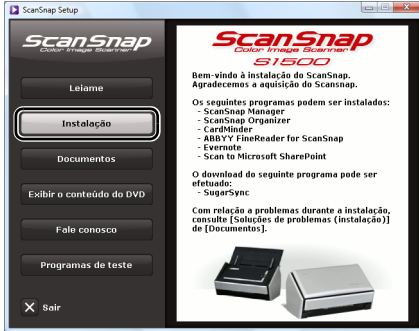 ScanSnap Setup
ScanSnap
Color Image Scanner
Leiame
Instalação
Documentos
Exibir o conteúdo do DVD
Fale conosco
Programas de teste
Sair
ScanSnap
Color Image Scanner
S1500
Bem-vindo à instalação do ScanSnap.
Agradecemos a aquisição do Scansnap.
Os seguintes programas podem ser instalados:
- ScanSnap Manager
- ScanSnap Organizer
- CardMinder
- ABBYY FineReader for ScanSnap
- Evernote
- Scan to Microsoft SharePoint
O download do seguinte programa pode ser
efetuado:
- SugarSync
Com relação a problemas durante a instalação,
consulte [Soluções de problemas (instalação)]
de [Documentos].